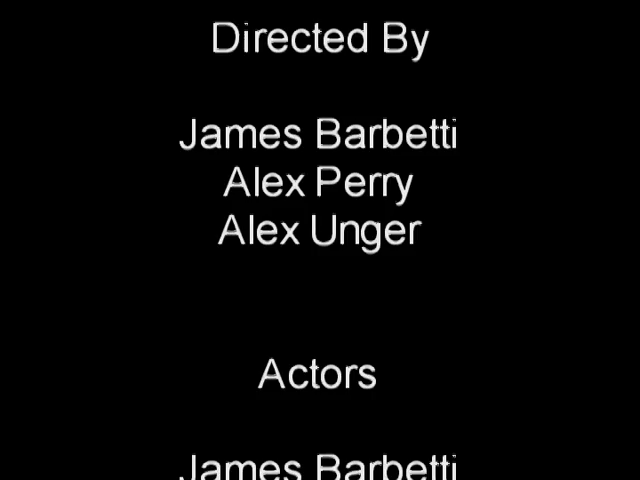 Directed By
James Barbetti
Alex Perry
Alex Unger
Actors
James Barbetti